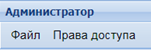 Администратор
Файл Права доступа